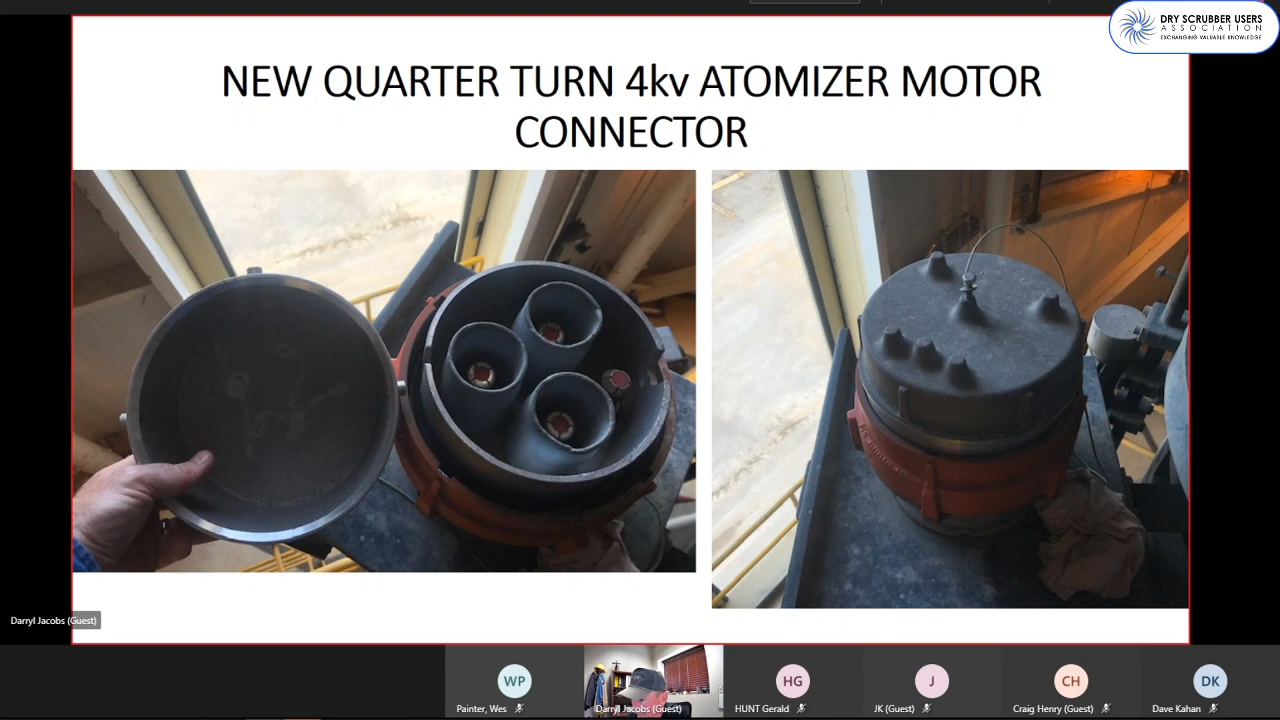 DRY SCRUBBER USERS
ASSOCIATION
EXCHANGING VALUABLE KNOWLEDGE
NEW QUARTER TURN 4kv ATOMIZER MOTOR
CONNECTOR
Darryl Jacobs (Guest)
WP
HG
J
CH
DK
Painter, Wes
Darryl Jacobs (Guest)
HUNT Gerald
JK (Guest)
Craig Henry (Guest)
Dave Kahan